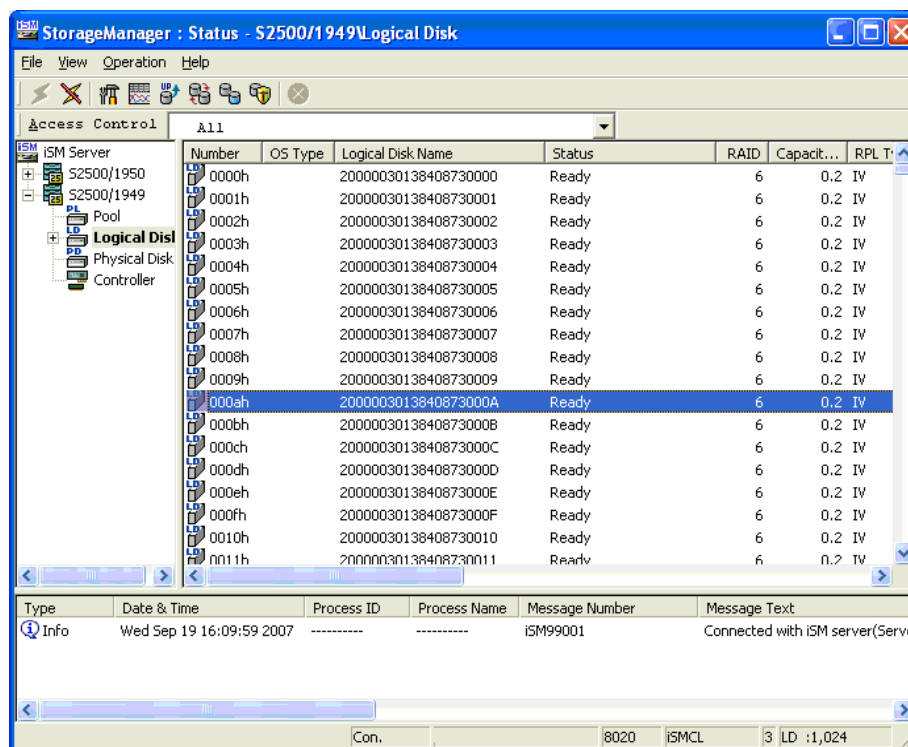 StorageManager : Status - S2500/1949\Logical Disk
File View Operation Help
Access Control All
iSM Server
S2500/1950
S2500/1949
Pool
Logical Disl
Physical Disk
Controller
Number OS Type Logical Disk Name Status RAID Capacit... RPL T
0000h 20000030138408730000 Ready 6 0.2 IV
0001h 20000030138408730001 Ready 6 0.2 IV
0002h 20000030138408730002 Ready 6 0.2 IV
0003h 20000030138408730003 Ready 6 0.2 IV
0004h 20000030138408730004 Ready 6 0.2 IV
0005h 20000030138408730005 Ready 6 0.2 IV
0006h 20000030138408730006 Ready 6 0.2 IV
0007h 20000030138408730007 Ready 6 0.2 IV
0008h 20000030138408730008 Ready 6 0.2 IV
0009h 20000030138408730009 Ready 6 0.2 IV
000ah 2000003013840873000A Ready 6 0.2 IV
000bh 2000003013840873000B Ready 6 0.2 IV
000ch 2000003013840873000C Ready 6 0.2 IV
000dh 2000003013840873000D Ready 6 0.2 IV
000eh 2000003013840873000E Ready 6 0.2 IV
000fh 2000003013840873000F Ready 6 0.2 IV
0010h 20000030138408730010 Ready 6 0.2 IV
0011h 20000030138408730011 Ready 6 0.2 IV
Type Date & Time Process ID Process Name Message Number Message Text
Info Wed Sep 19 16:09:59 2007 ---------- ---------- iSM99001 Connected with iSM server(Serve
Con. 8020 iSMCL 3 LD :1,024